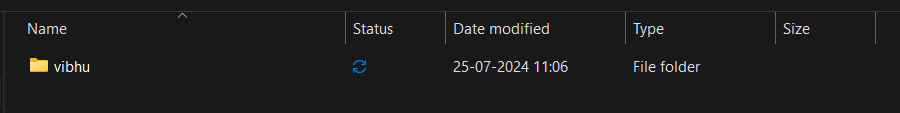 Name Status Date modified Type Size
vibhu 25-07-2024 11:06 File folder